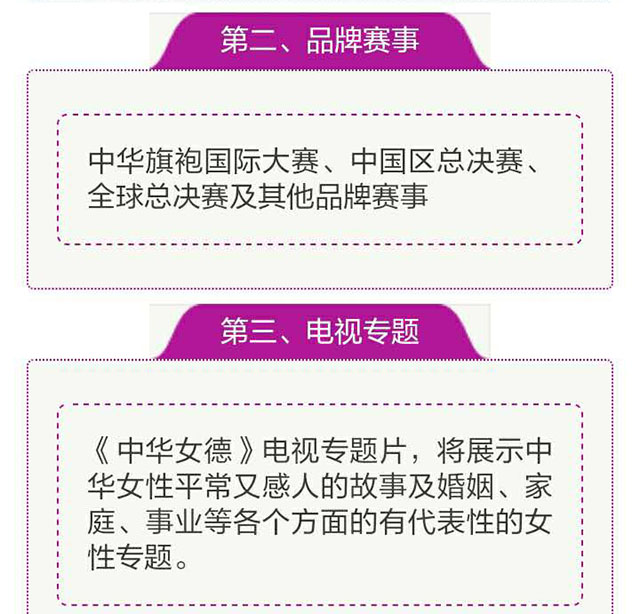 第二、品牌赛事
中华旗袍国际大赛、中国区总决赛、
全球总决赛及其他品牌赛事
第三、电视专题
《中华女德》电视专题片，将展示中
华女性平常又感人的故事及婚姻、家
庭、事业等各个方面的有代表性的女
性专题。